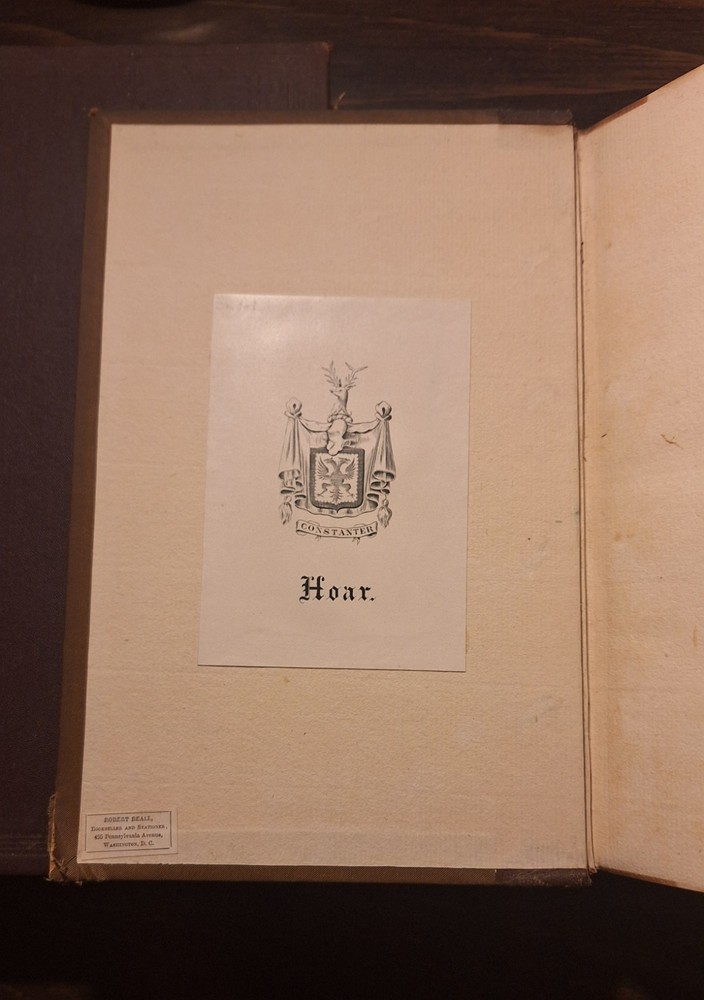 CONSTANTER
Hoar.
ROBERT BEALL,
BOOKSELLER AND STATIONER,
495 Pennsylvania Avenue,
WASHINGTON, D. C.